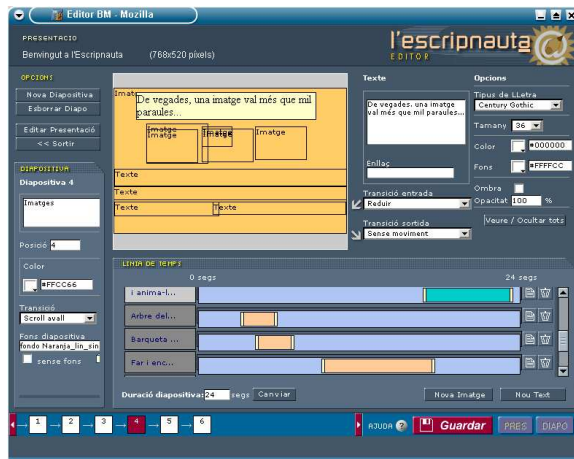 Editor BM - Mozilla
PRESENTACIO
Benvingut a l'Escripnauta (768x520 píxels)
l'escripnauta@
EDITOR
OPCIONS
Nova Diapositiva
Esborrar Diapo
Editar Presentació
<< Sortir
DIAPOSITIVA
Diapositiva 4
Imatges
Posició 4
Color
#FFCC66
Transició
Scroll avall
Fons diapositiva
fondo Naranja_lin_sin
sense fons
Imatge
De vegades, una imatge val més que mil
paraules...
Imatge
Imatge
Imatge
Imatge
Texte
Texte
Texte
Texte
Texte
De vegades, una imatge
val més que mil
paraules...
Enllaç
Transició entrada
Reduir
Transició sortida
Sense moviment
Opcions
Tipus de LLetra
Century Gothic
Tamany 36
Color #000000
Fons #FFFFCC
Ombra
Opacitat 100 %
Veure / Ocultar tots
LINIA DE TEMPS
0 segs 24 segs
i anima-l...
Arbre del...
Barqueta ...
Far i enc...
Duració diapositiva: 24 segs Canviar
Nova Imatge Nou Text
1 2 3 4 5 6
AJUDA ? Guardar PRES DIAPO